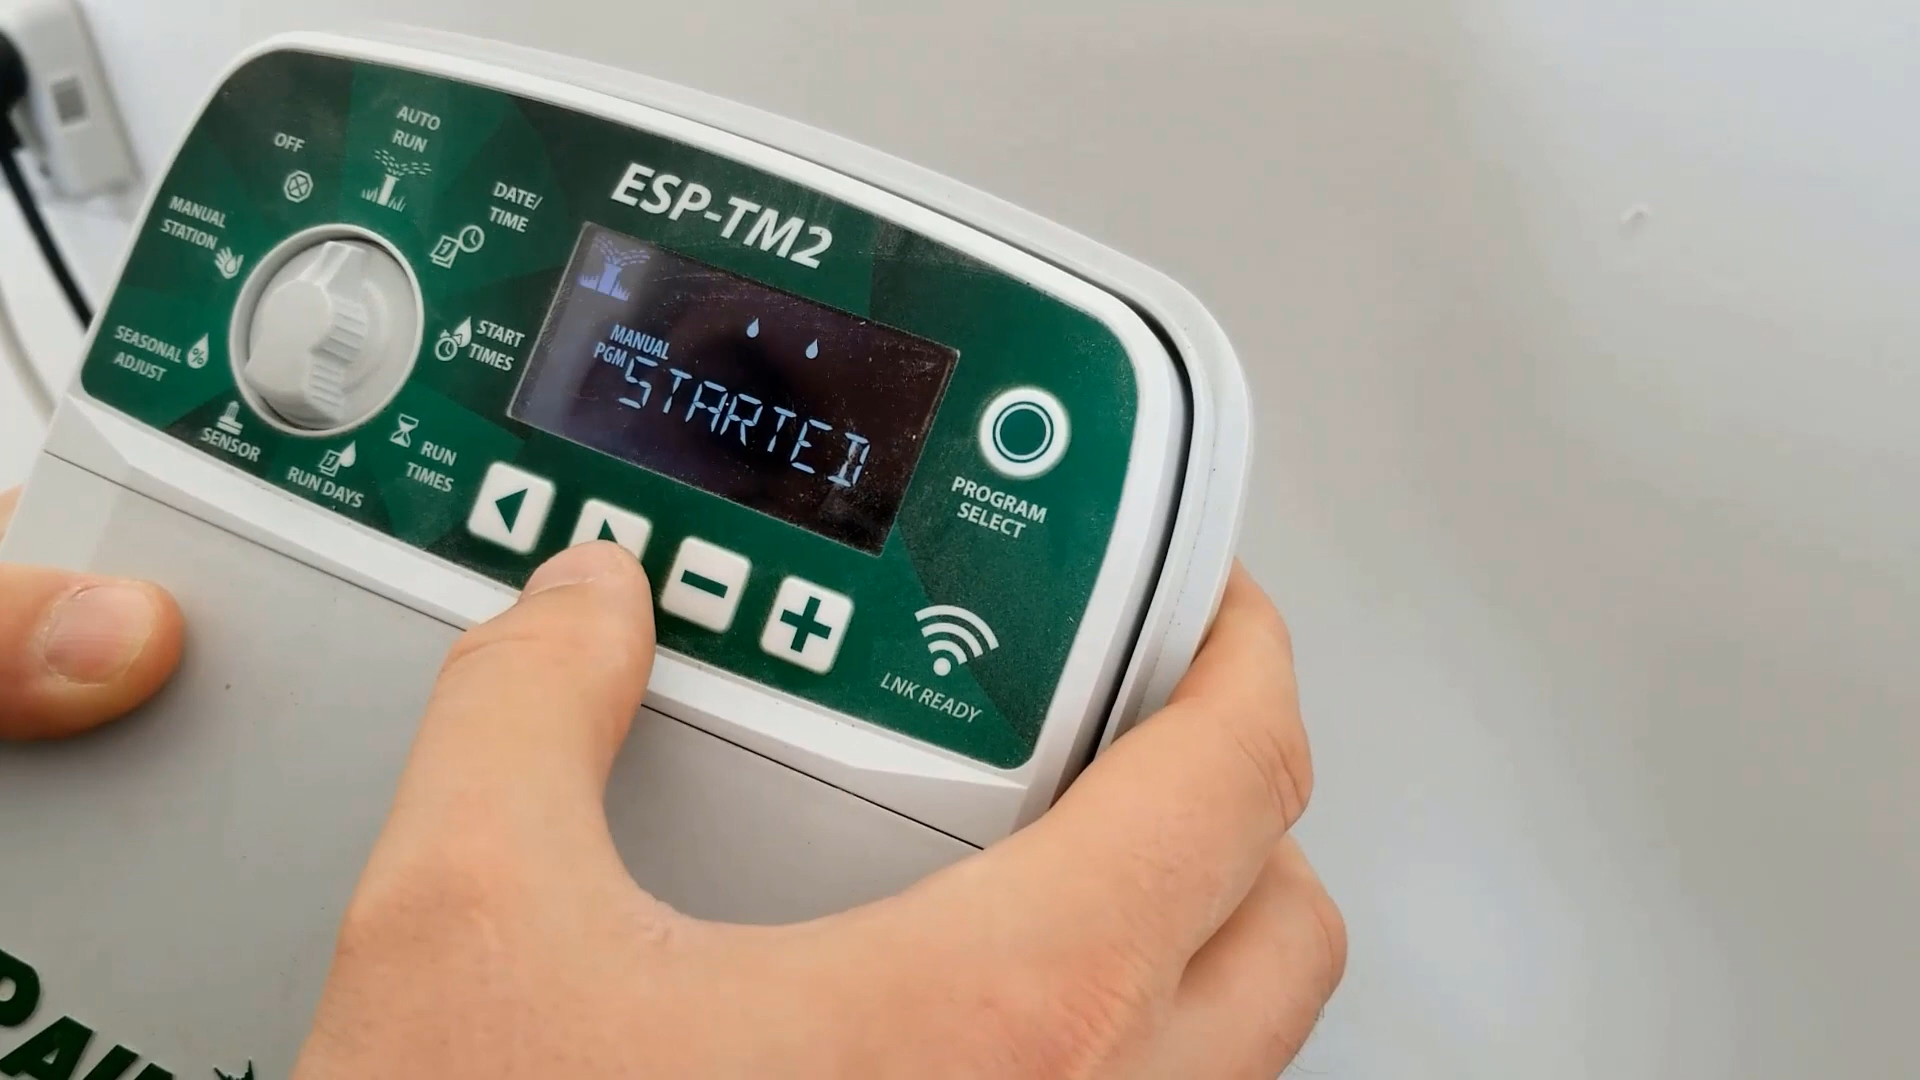 ESP-TM2
OFF
AUTO
RUN
DATE/
TIME
MANUAL
STATION
START
TIMES
SEASONAL
ADJUST
SENSOR
RUN DAYS
RUN
TIMES
MANUAL
PGM
STARTED
PROGRAM
SELECT
LNK READY